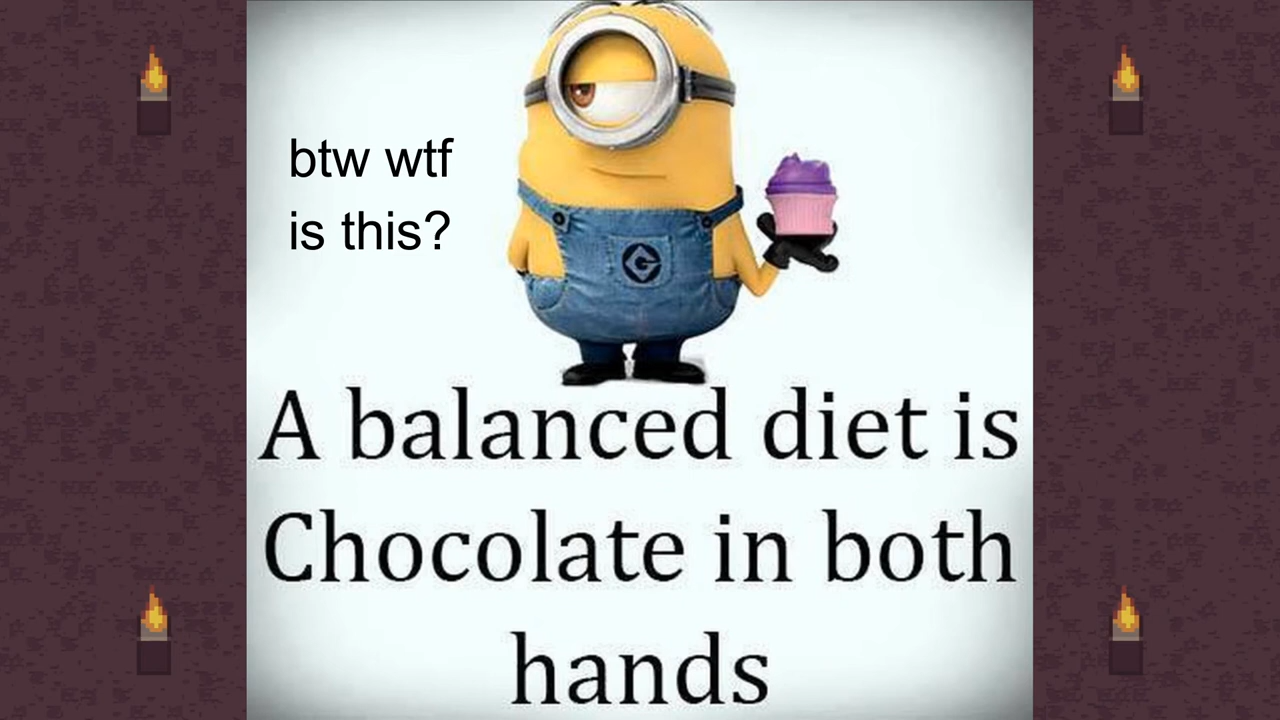 btw wtf
is this?
A balanced diet is
Chocolate in both
hands